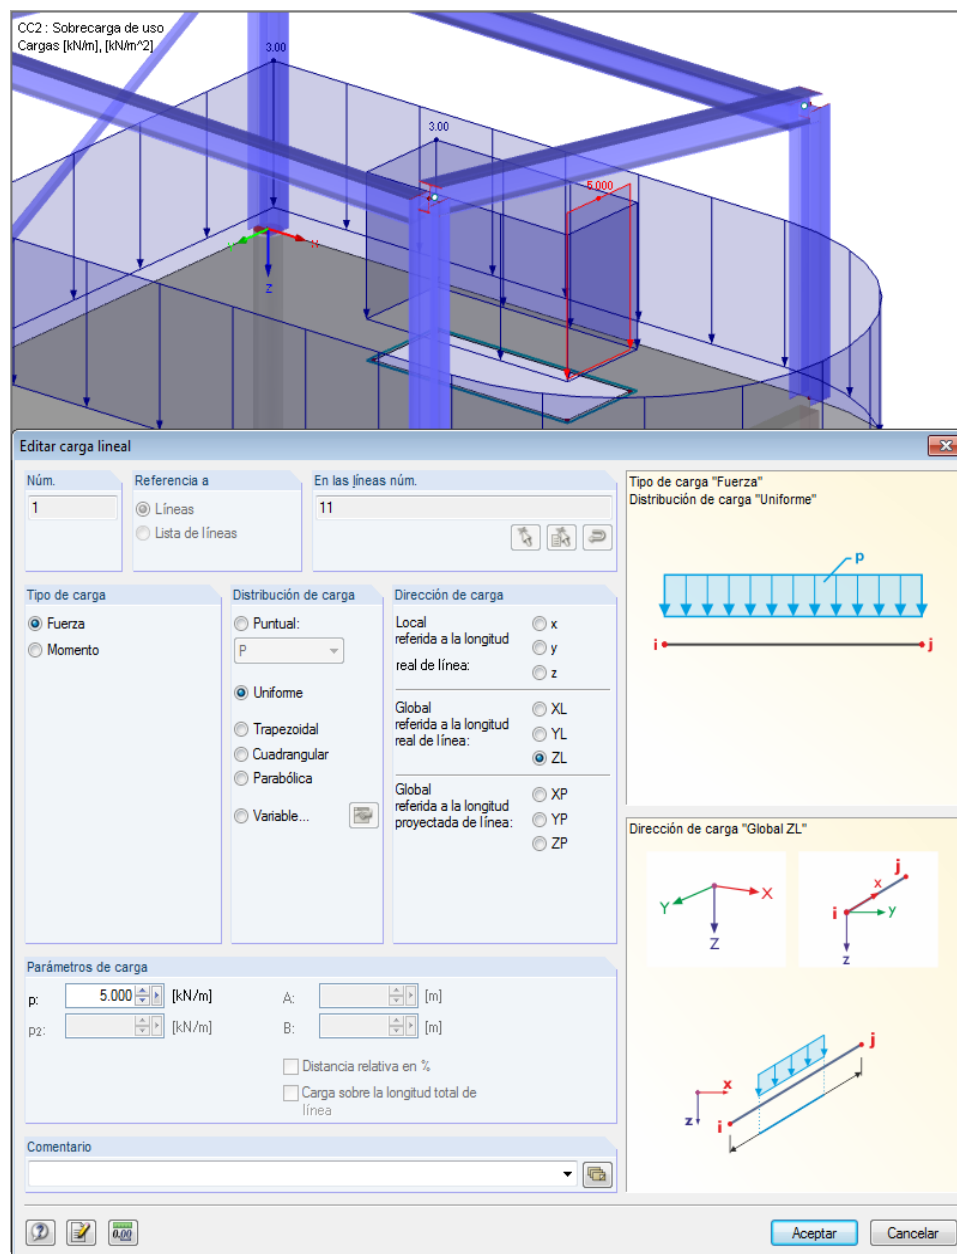 CC2 : Sobrecarga de uso
Cargas [kN/m], [kN/m^2]
3.00
3.00
5.000
X
Z
Editar carga lineal
Núm.
1
Referencia a
Líneas
Lista de líneas
En las líneas núm.
11
Tipo de carga
Fuerza
Momento
Distribución de carga
Puntual:
P
Uniforme
Trapezoidal
Cuadrangular
Parabólica
Variable...
Dirección de carga
Local
referida a la longitud
real de línea:
x
y
z
Global
referida a la longitud
real de línea:
XL
YL
ZL
Global
referida a la longitud
proyectada de línea:
XP
YP
ZP
Parámetros de carga
p: 5.000 [kN/m]
p2: [kN/m]
A: [m]
B: [m]
Distancia relativa en %
Carga sobre la longitud total de
línea
Comentario
0.00
Tipo de carga "Fuerza"
Distribución de carga "Uniforme"
p
i j
Dirección de carga "Global ZL"
Y X
Z
j
x
i y
z
j
x
z i
Aceptar Cancelar